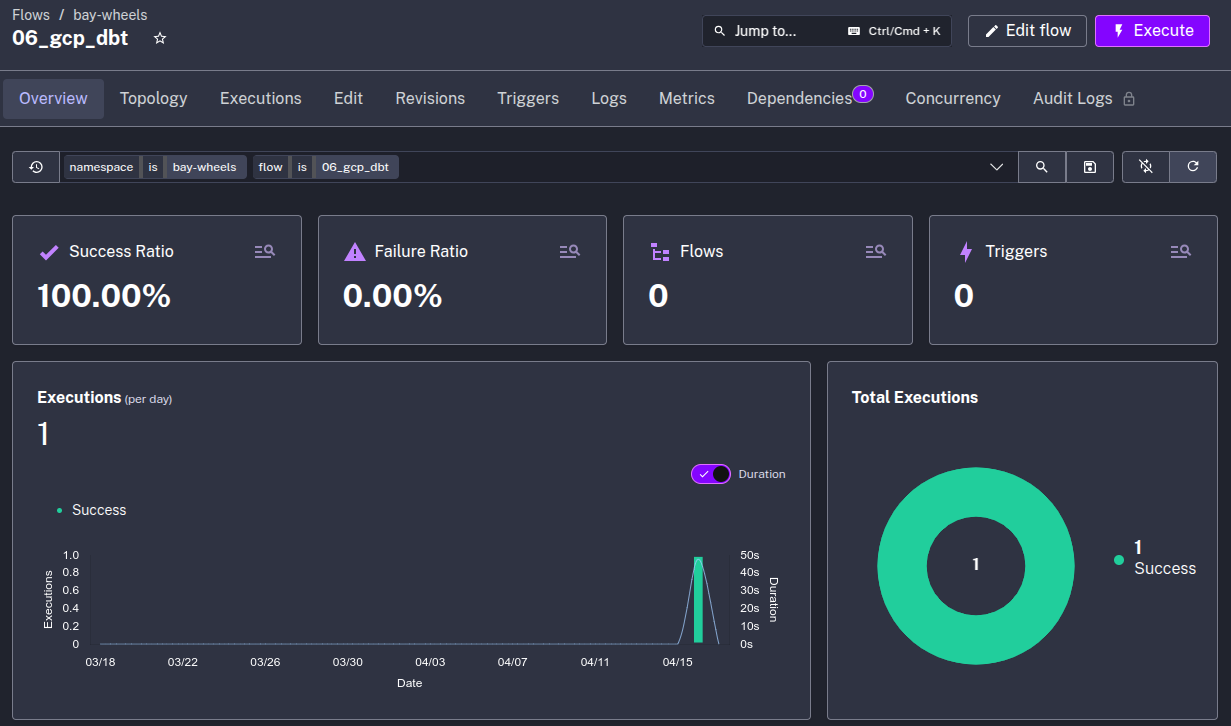 Flows / bay-wheels
06_gcp_dbt
Jump to... Ctrl/Cmd + K
Edit flow
Execute
Overview Topology Executions Edit Revisions Triggers Logs Metrics Dependencies 0 Concurrency Audit Logs
namespace is bay-wheels flow is 06_gcp_dbt
Success Ratio
100.00%
Failure Ratio
0.00%
Flows
0
Triggers
0
Executions (per day)
1
Duration
Success
Executions
1.0
0.8
0.6
0.4
0.2
0
50s
40s
30s
20s
10s
0s
Duration
03/18 03/22 03/26 03/30 04/03 04/07 04/11 04/15
Date
Total Executions
1
1
Success